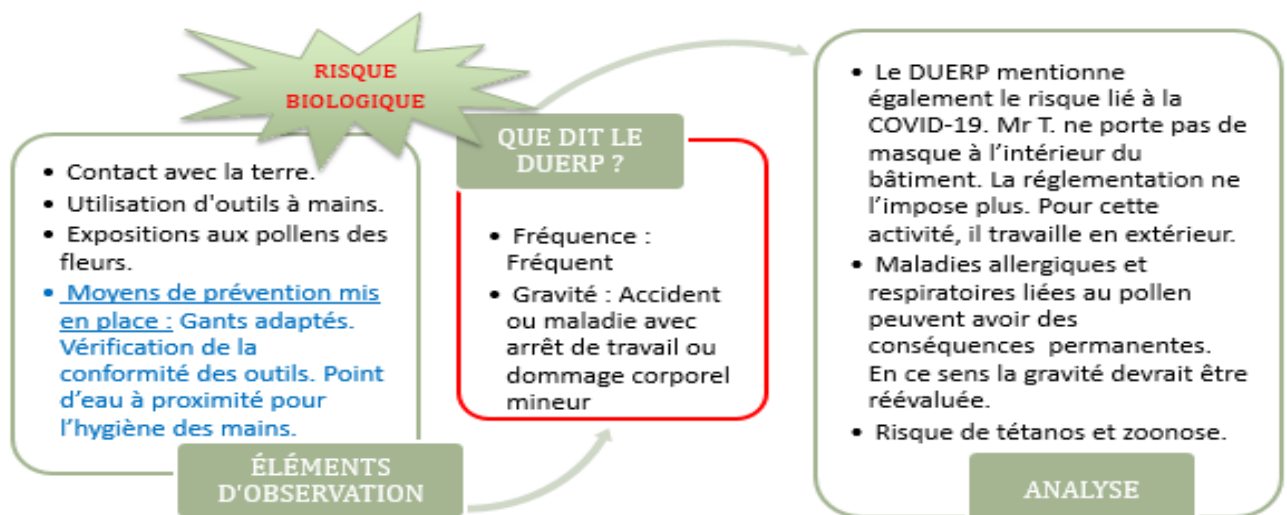 RISQUE
BIOLOGIQUE
• Contact avec la terre.
• Utilisation d'outils à mains.
• Expositions aux pollens des
fleurs.
• Moyens de prévention mis
en place : Gants adaptés.
Vérification de la
conformité des outils. Point
d’eau à proximité pour
l’hygiène des mains.
ÉLÉMENTS
D'OBSERVATION
QUE DIT LE
DUERP ?
• Fréquence :
Fréquent
• Gravité : Accident
ou maladie avec
arrêt de travail ou
dommage corporel
mineur
• Le DUERP mentionne
également le risque lié à la
COVID-19. Mr T. ne porte pas de
masque à l’intérieur du
bâtiment. La réglementation ne
l’impose plus. Pour cette
activité, il travaille en extérieur.
• Maladies allergiques et
respiratoires liées au pollen
peuvent avoir des
conséquences permanentes.
En ce sens la gravité devrait être
réévaluée.
• Risque de tétanos et zoonose.
ANALYSE